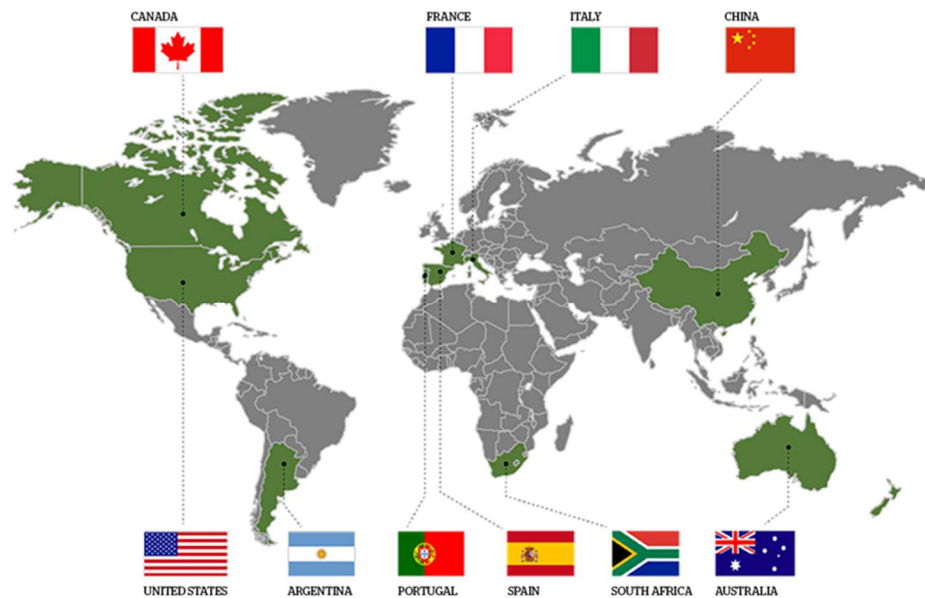 CANADA
FRANCE
ITALY
CHINA
UNITED STATES
ARGENTINA
PORTUGAL
SPAIN
SOUTH AFRICA
AUSTRALIA